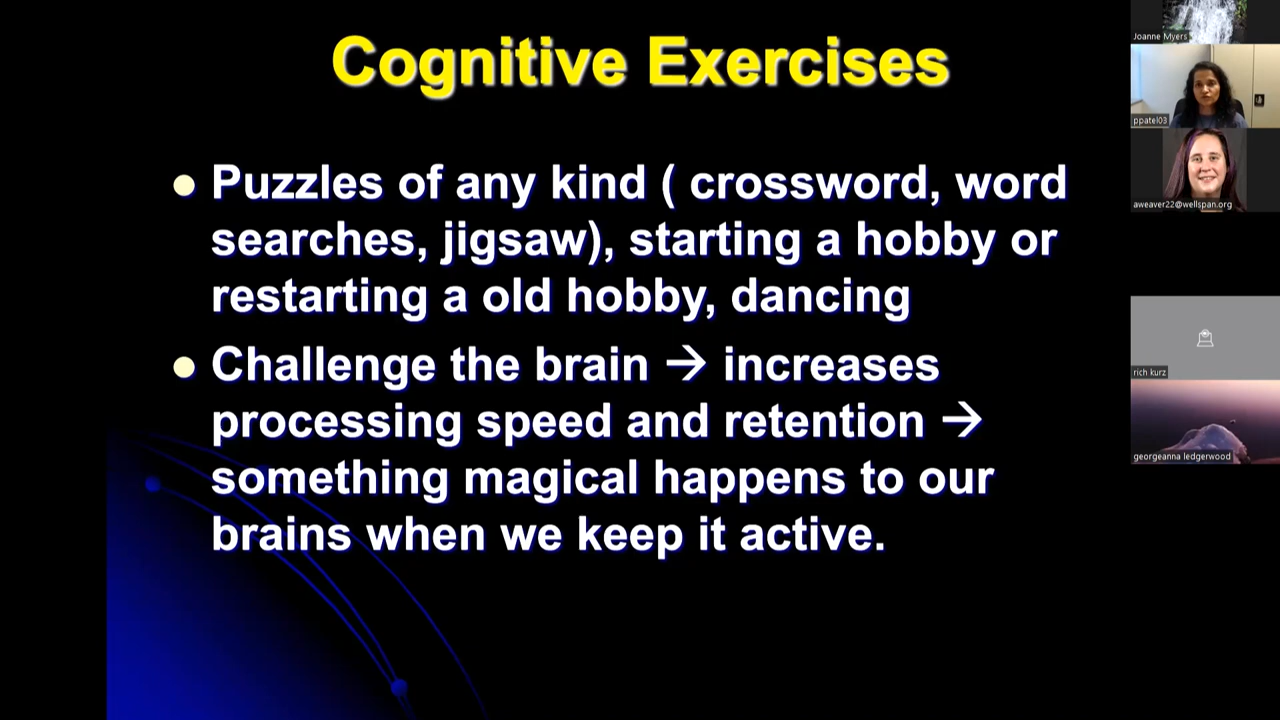 Cognitive Exercises
Puzzles of any kind ( crossword, word
searches, jigsaw), starting a hobby or
restarting a old hobby, dancing
Challenge the brain → increases
processing speed and retention →
something magical happens to our
brains when we keep it active.
Joanne Myers
ppatel03
aweaver22@wellspan.org
rich kurz
georgeanna ledgerwood